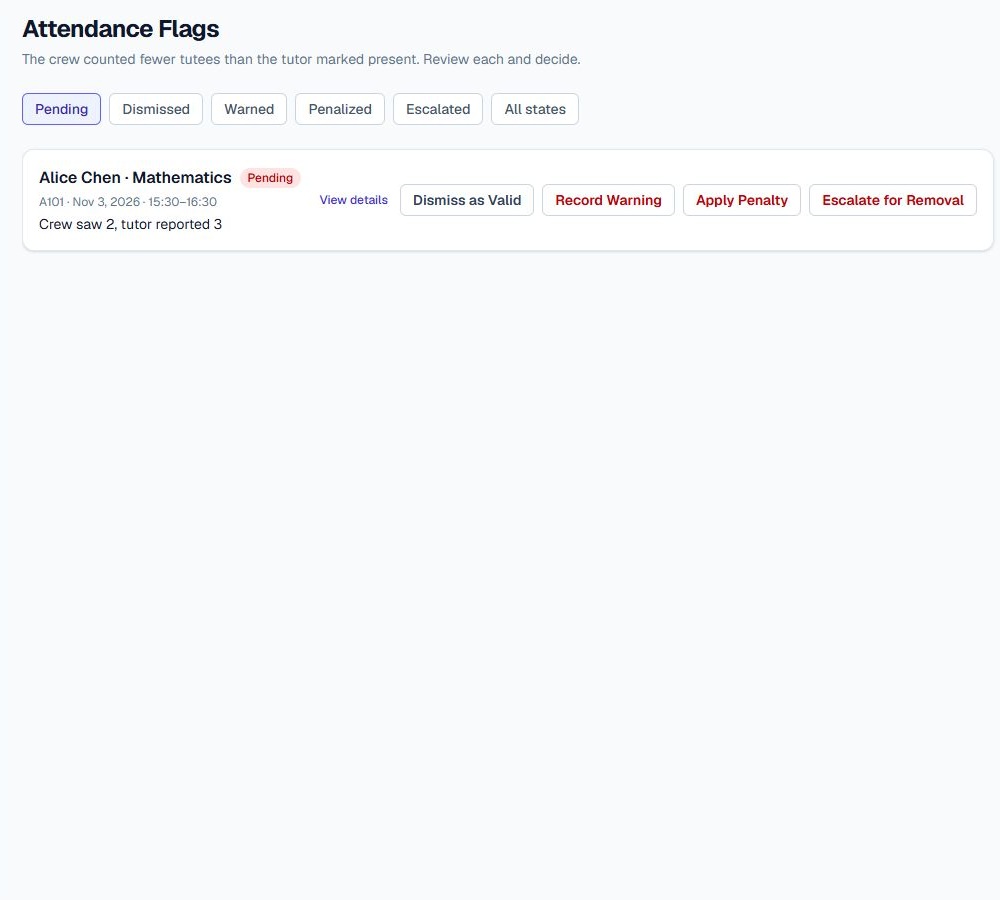 Attendance Flags
The crew counted fewer tutees than the tutor marked present. Review each and decide.
Pending Dismissed Warned Penalized Escalated All states
Alice Chen · Mathematics Pending
A101 · Nov 3, 2026 · 15:30–16:30
Crew saw 2, tutor reported 3
View details Dismiss as Valid Record Warning Apply Penalty Escalate for Removal